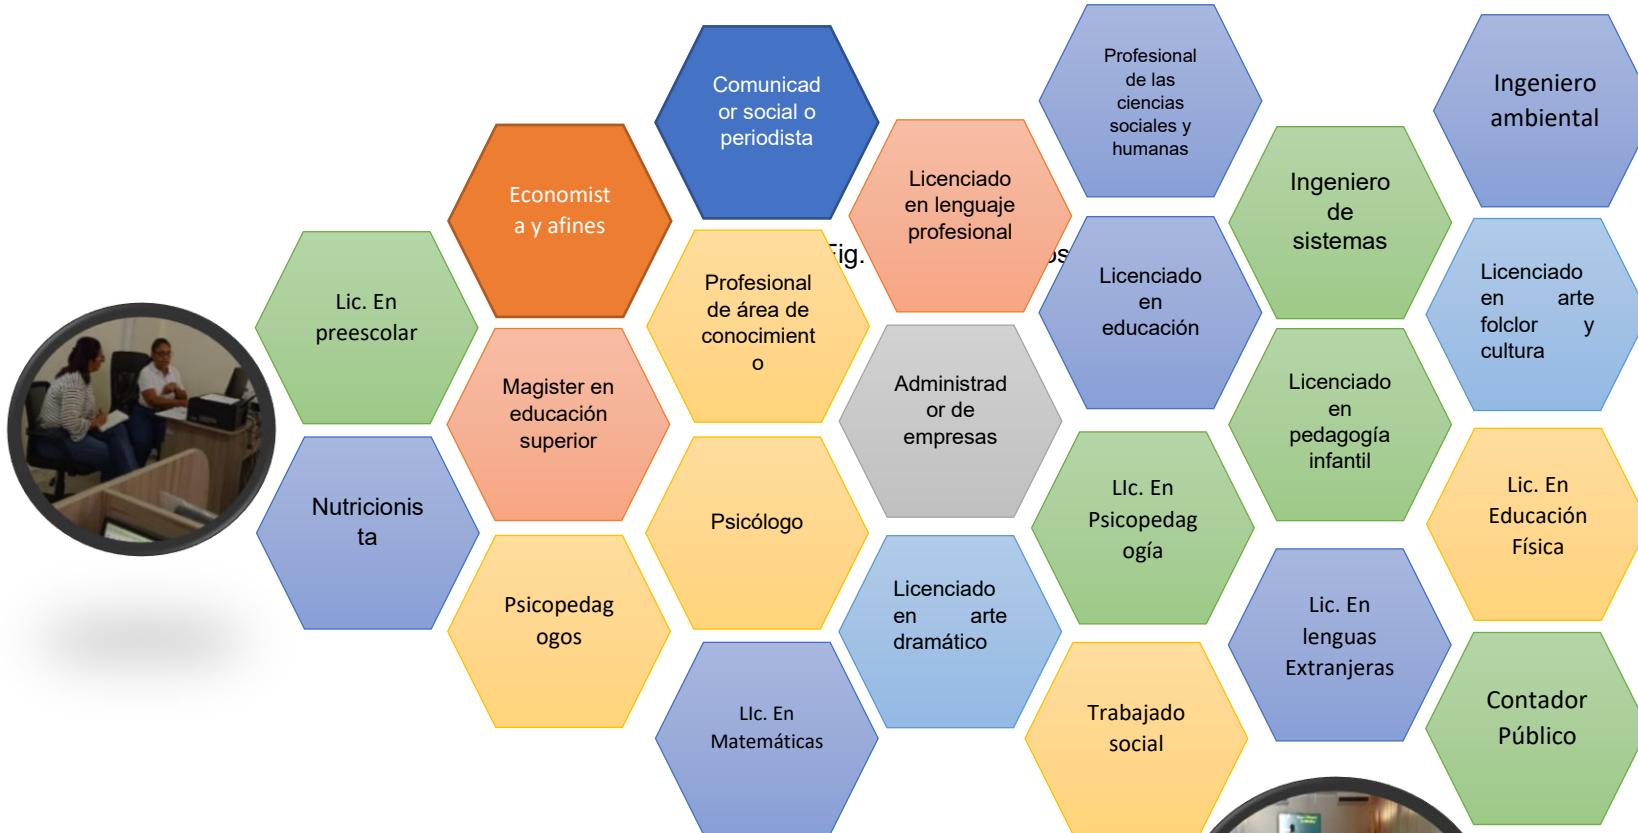 Comunicad
or social o
periodista
Profesional
de las
ciencias
sociales y
humanas
Ingeniero
ambiental
Economist
a y afines
Licenciado
en lenguaje
profesional
Ingeniero
de
sistemas
Fig.
Lic. En
preescolar
Profesional
de área de
conocimient
o
Licenciado
en
educación
Licenciado
en arte
folclor y
cultura
Magister en
educación
superior
Administrad
or de
empresas
Licenciado
en
pedagogía
infantil
Nutricionis
ta
Psicólogo
LIc. En
Psicopedag
ogía
Lic. En
Educación
Física
Psicopedag
ogos
Licenciado
en arte
dramático
Lic. En
lenguas
Extranjeras
LIc. En
Matemáticas
Trabajado
social
Contador
Público